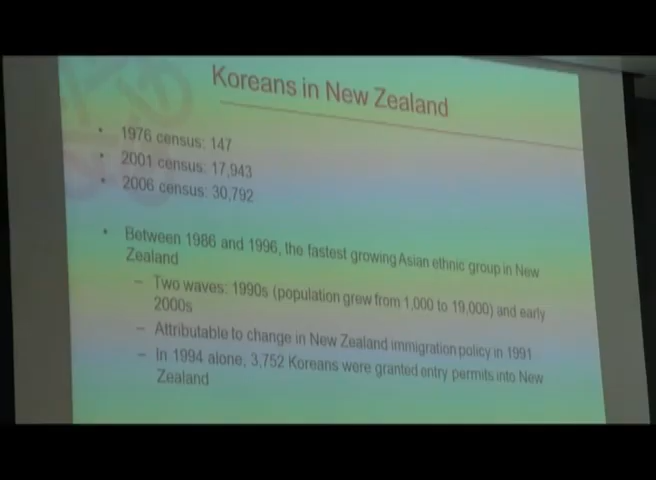 Koreans in New Zealand
• 1976 census: 147
• 2001 census: 17,943
• 2006 census: 30,792
• Between 1986 and 1996, the fastest growing Asian ethnic group in New
Zealand
– Two waves: 1990s (population grew from 1,000 to 19,000) and early
2000s
– Attributable to change in New Zealand immigration policy in 1991
– In 1994 alone, 3,752 Koreans were granted entry permits into New
Zealand